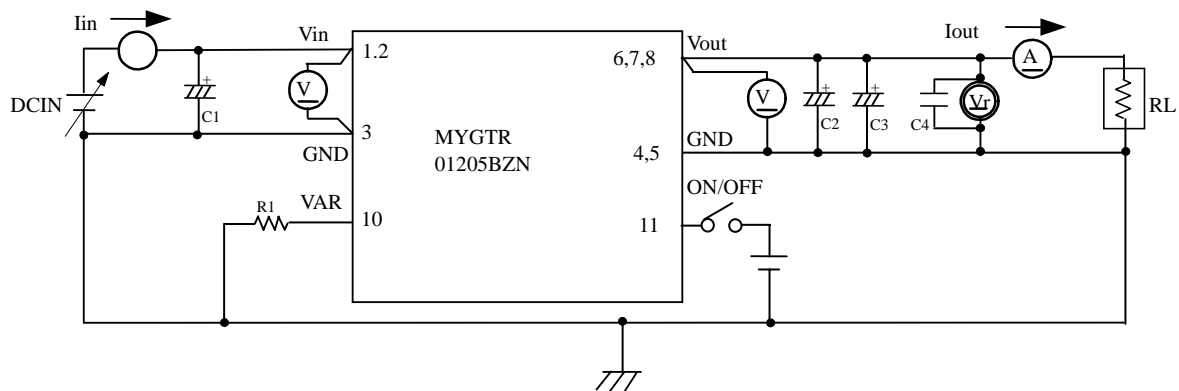 Iin
Vin
1.2
DCIN
+
C1
V
3
GND
MYGTR
01205BZN
VAR
R1
10
Vout
6,7,8
Iout
A
V
+
C2
+
C3
C4
Vr
RL
GND
4,5
ON/OFF
11